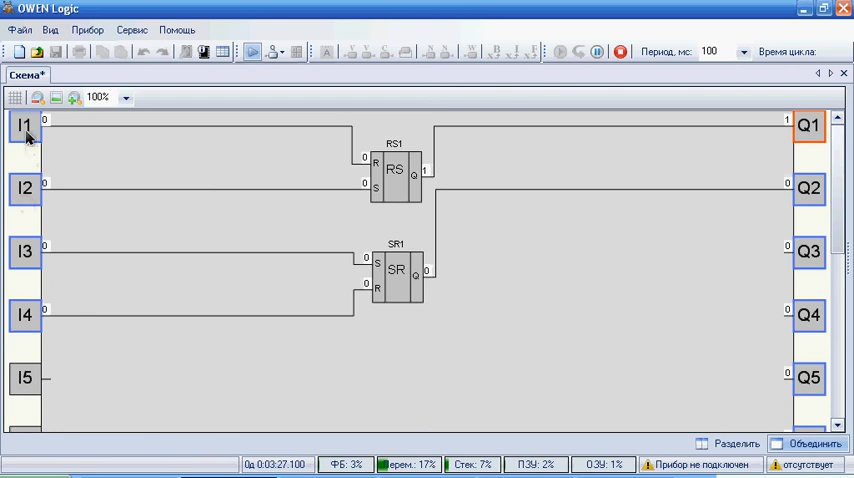 OWEN Logic
Файл Вид Прибор Сервис Помощь
Период, мс: 100 Время цикла:
Схема*
100%
I1 0 1 Q1
RS1
0 R RS 1
I2 0 0 S Q 0 Q2
SR1
I3 0 0 S SR 0 Q3
0 R Q 0
I4 0 0 Q4
I5 0 Q5
Разделить Объединить
0д 0:03:27.100 ФБ: 3% Перем.: 17% Стек: 7% ПЗУ: 2% ОЗУ: 1% Прибор не подключен отсутствует